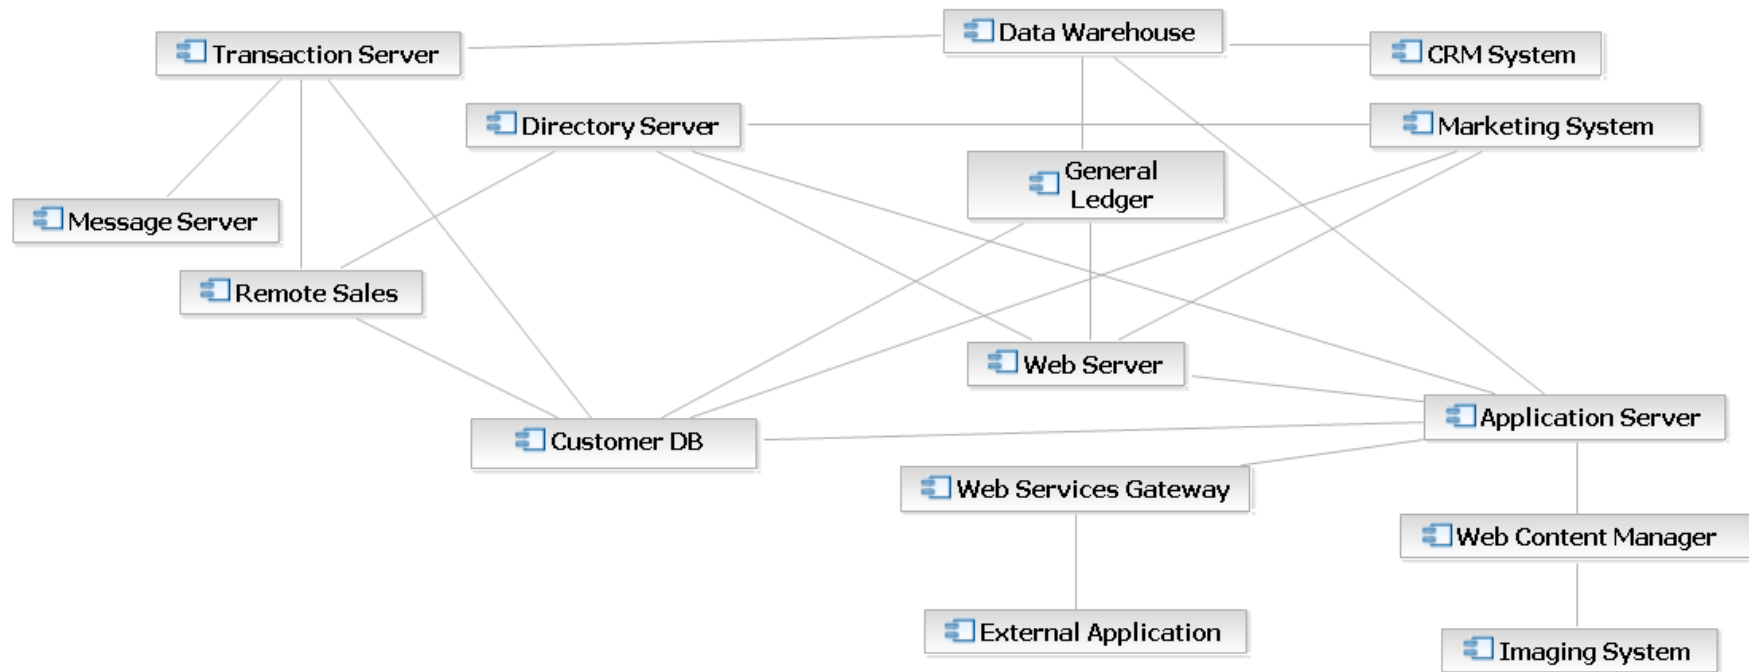 Data Warehouse
Transaction Server
CRM System
Directory Server
Marketing System
General
Ledger
Message Server
Remote Sales
Web Server
Application Server
Customer DB
Web Services Gateway
Web Content Manager
External Application
Imaging System